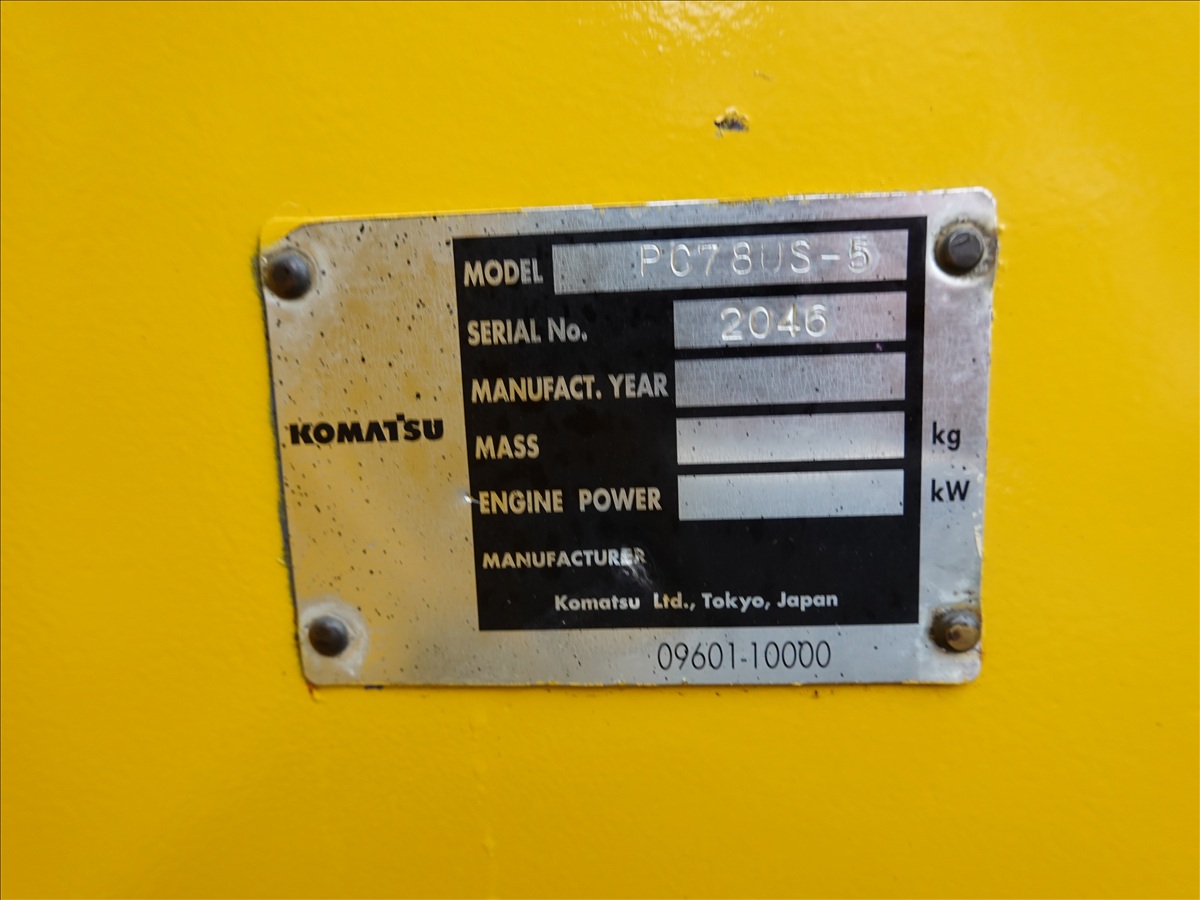 MODEL PC78US-5
SERIAL No. 2046
MANUFACT. YEAR
KOMATSU
MASS kg
ENGINE POWER kW
MANUFACTURER
Komatsu Ltd., Tokyo, Japan
09601-10000